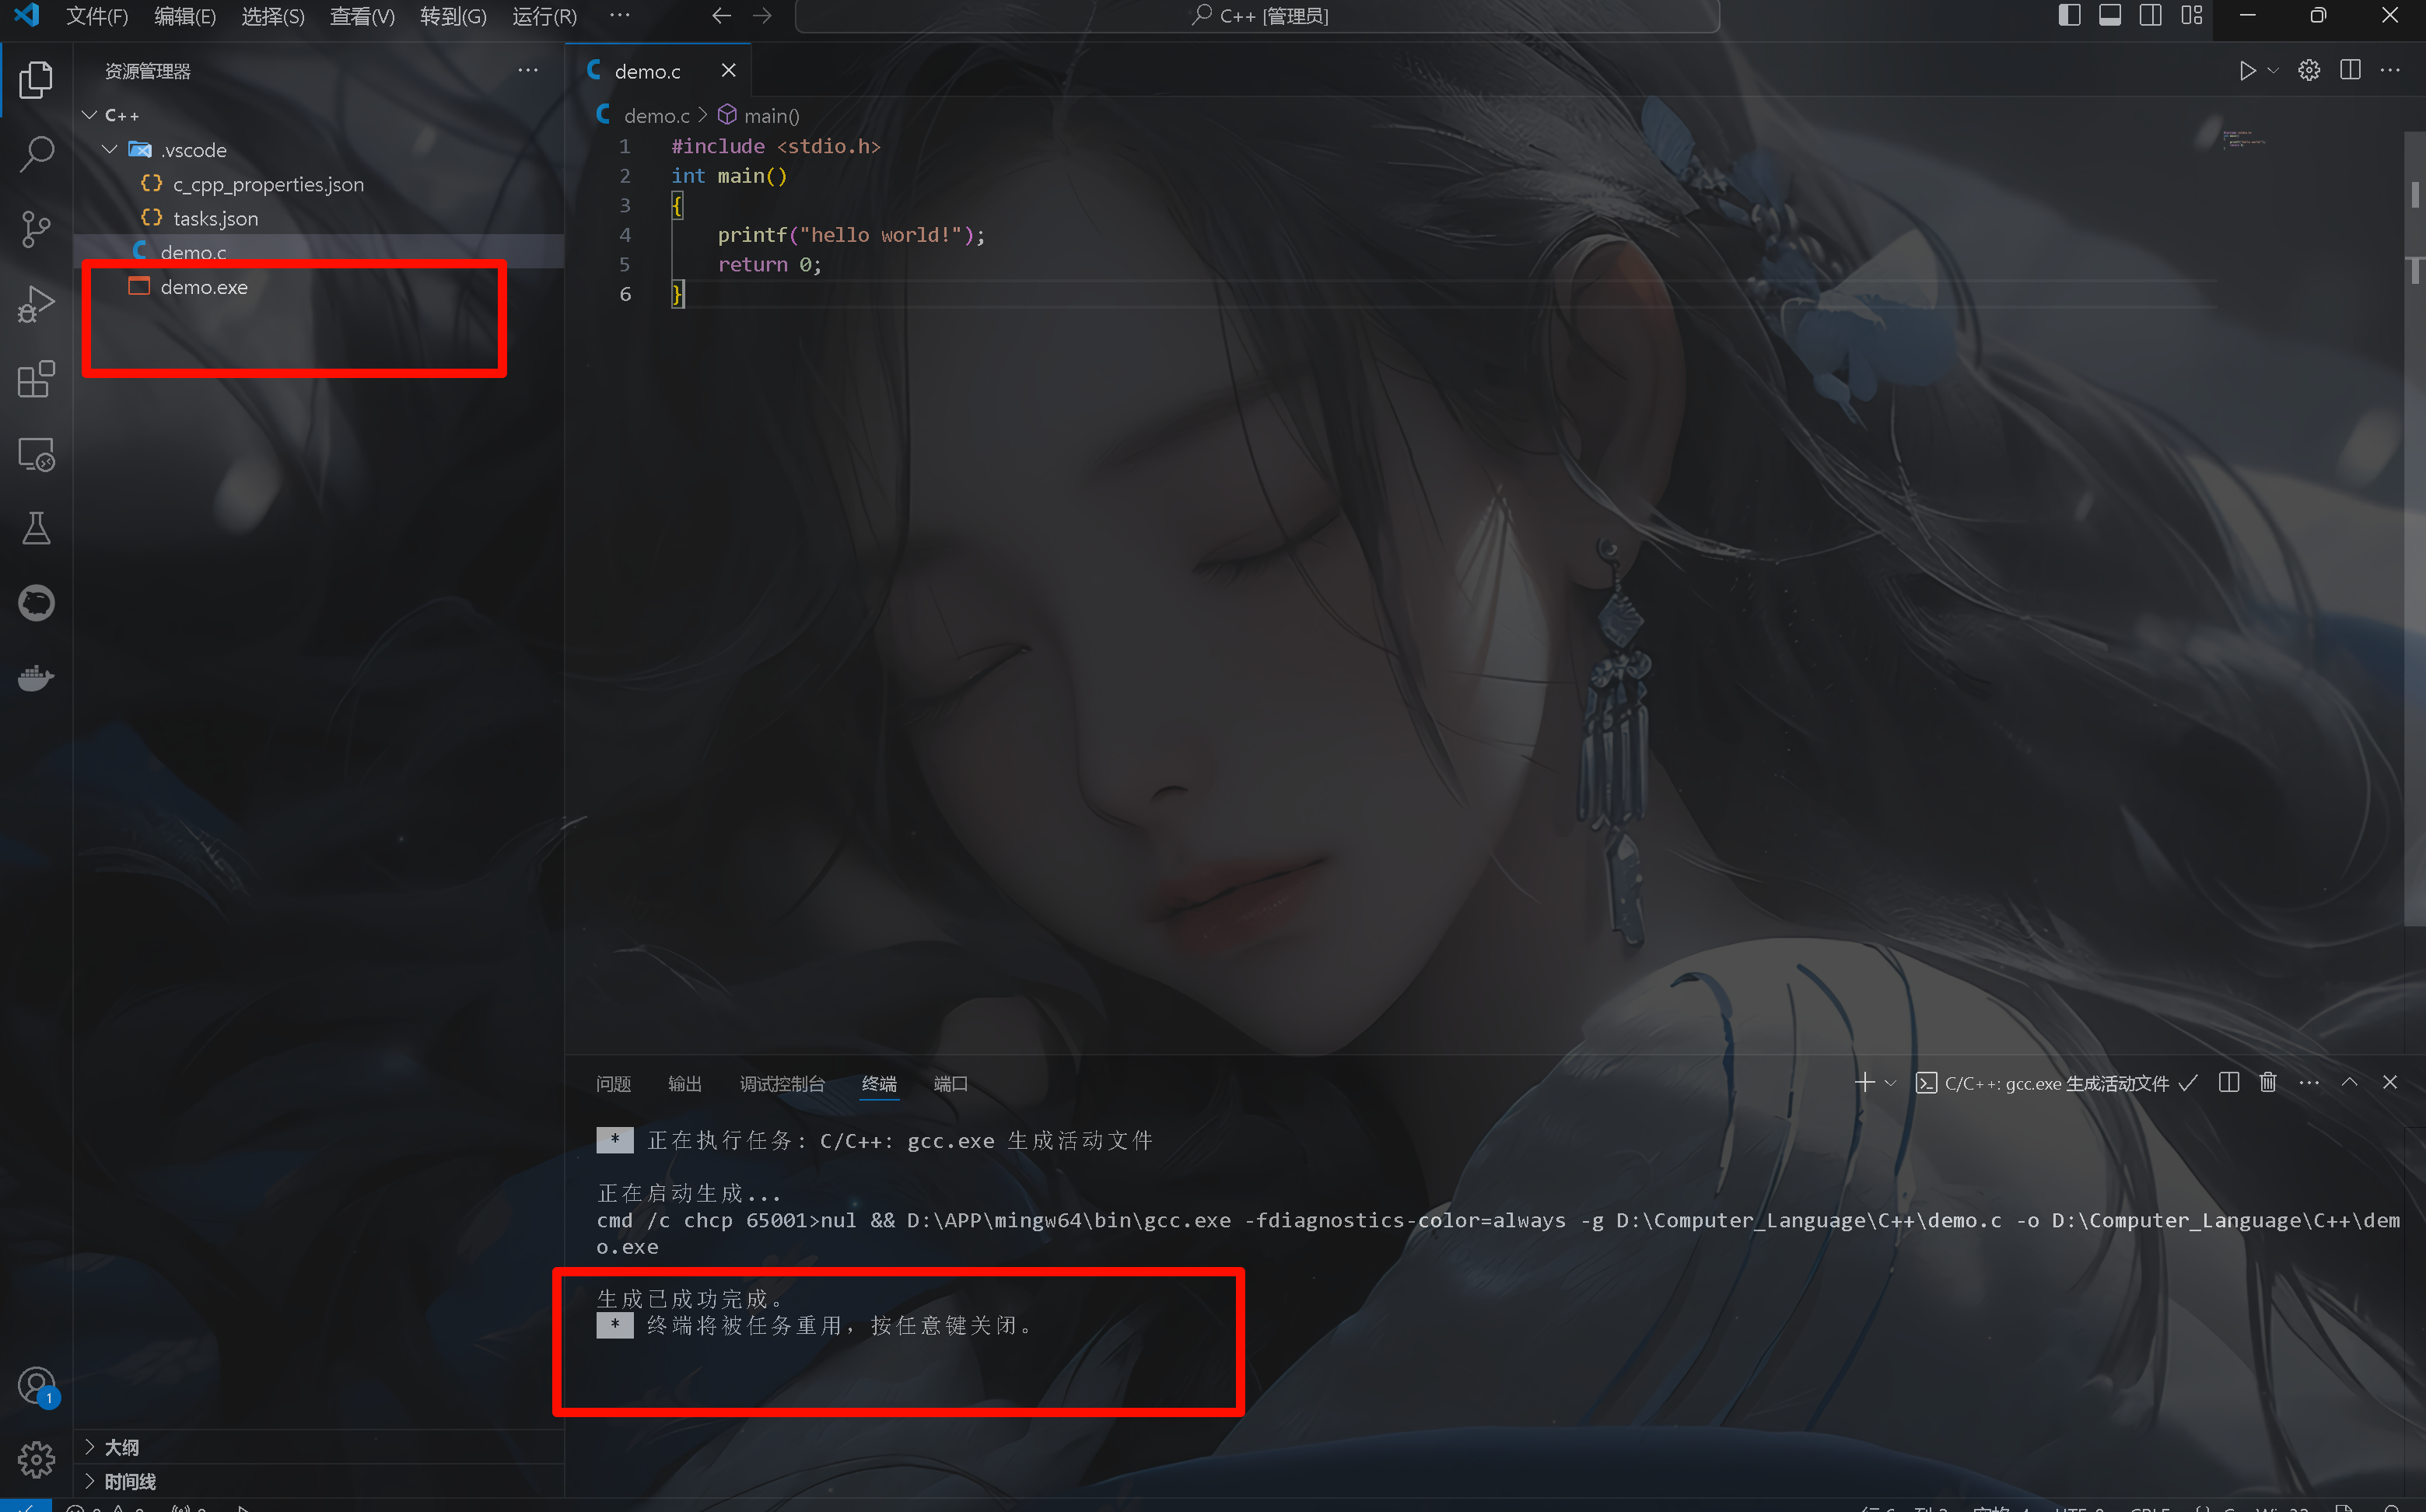 文件(F) 编辑(E) 选择(S) 查看(V) 转到(G) 运行(R) ··· C++ [管理员]
资源管理器 ···
C++
.vscode
{} c_cpp_properties.json
{} tasks.json
demo.c
demo.exe
大纲
时间线
1
demo.c
demo.c > main()
1 #include <stdio.h>
2 int main()
3 {
4 printf("hello world!");
5 return 0;
6 }
问题 输出 调试控制台 终端 端口 C/C++: gcc.exe 生成活动文件
* 正在执行任务: C/C++: gcc.exe 生成活动文件
正在启动生成...
cmd /c chcp 65001>nul && D:\APP\mingw64\bin\gcc.exe -fdiagnostics-color=always -g D:\Computer_Language\C++\demo.c -o D:\Computer_Language\C++\dem
o.exe
生成已成功完成。
* 终端将被任务重用，按任意键关闭。